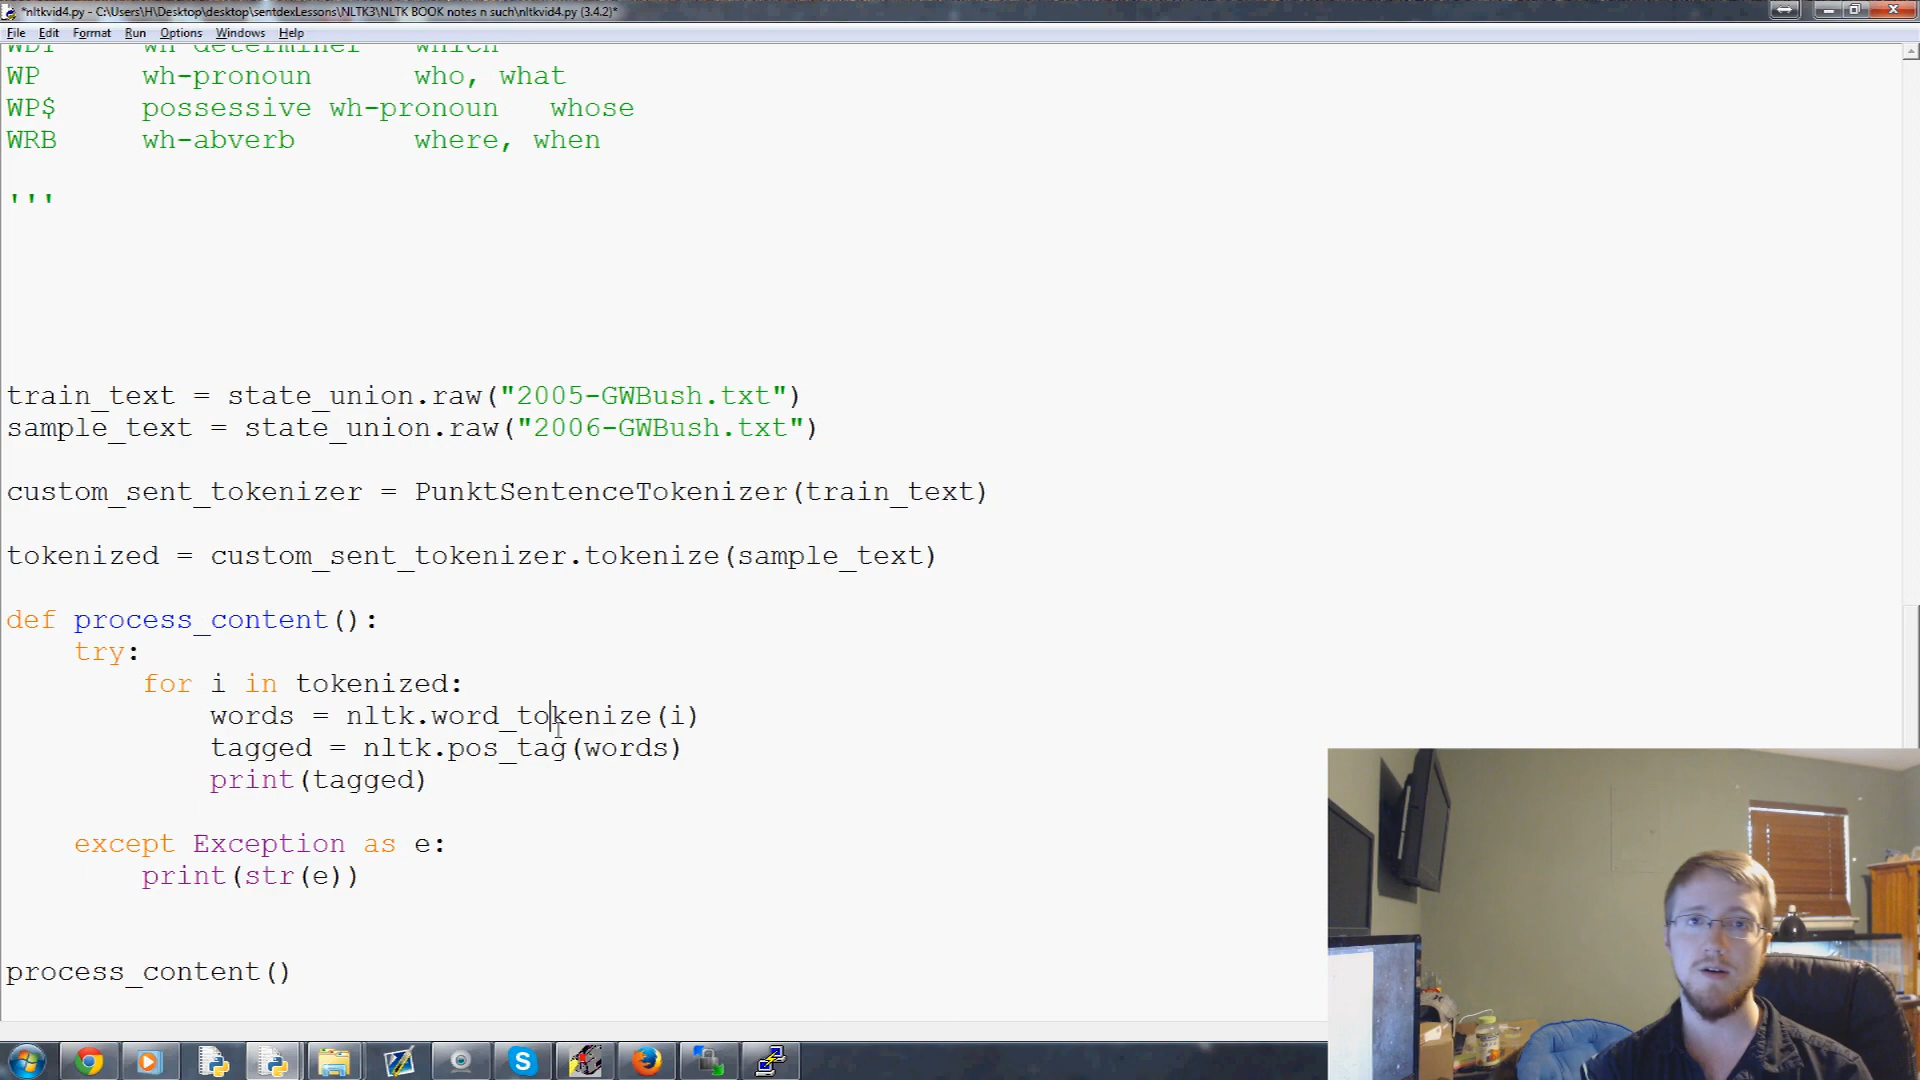 *nltkvid4.py - C:\Users\H\Desktop\desktop\sentdexLessons\NLTK3\NLTK BOOK notes n such\nltkvid4.py (3.4.2)*
File Edit Format Run Options Windows Help
WDT wh-determiner which
WP wh-pronoun who, what
WP$ possessive wh-pronoun whose
WRB wh-abverb where, when
'''
train_text = state_union.raw("2005-GWBush.txt")
sample_text = state_union.raw("2006-GWBush.txt")
custom_sent_tokenizer = PunktSentenceTokenizer(train_text)
tokenized = custom_sent_tokenizer.tokenize(sample_text)
def process_content():
try:
for i in tokenized:
words = nltk.word_tokenize(i)
tagged = nltk.pos_tag(words)
print(tagged)
except Exception as e:
print(str(e))
process_content()